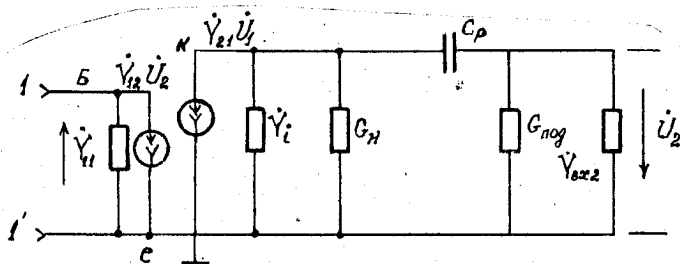 Cр
к Ẏ21 U̇1
1 Б Ẏ12 U̇2
Ẏ11
Ẏi
Gн
Gпод
Ẏвх2
U̇2
1'
е